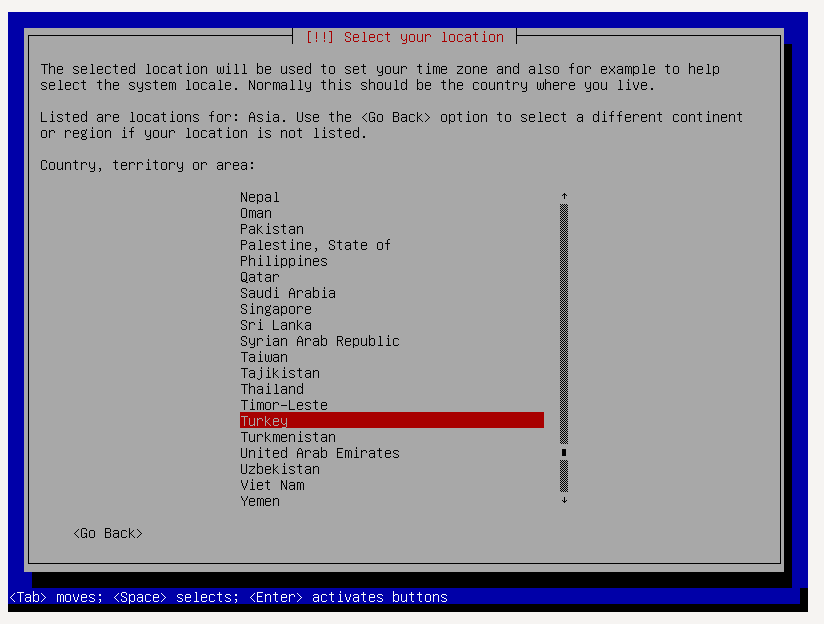 [!!] Select your location
The selected location will be used to set your time zone and also for example to help
select the system locale. Normally this should be the country where you live.
Listed are locations for: Asia. Use the <Go Back> option to select a different continent
or region if your location is not listed.
Country, territory or area:
Nepal
Oman
Pakistan
Palestine, State of
Philippines
Qatar
Saudi Arabia
Singapore
Sri Lanka
Syrian Arab Republic
Taiwan
Tajikistan
Thailand
Timor-Leste
Turkey
Turkmenistan
United Arab Emirates
Uzbekistan
Viet Nam
Yemen
<Go Back>
<Tab> moves; <Space> selects; <Enter> activates buttons